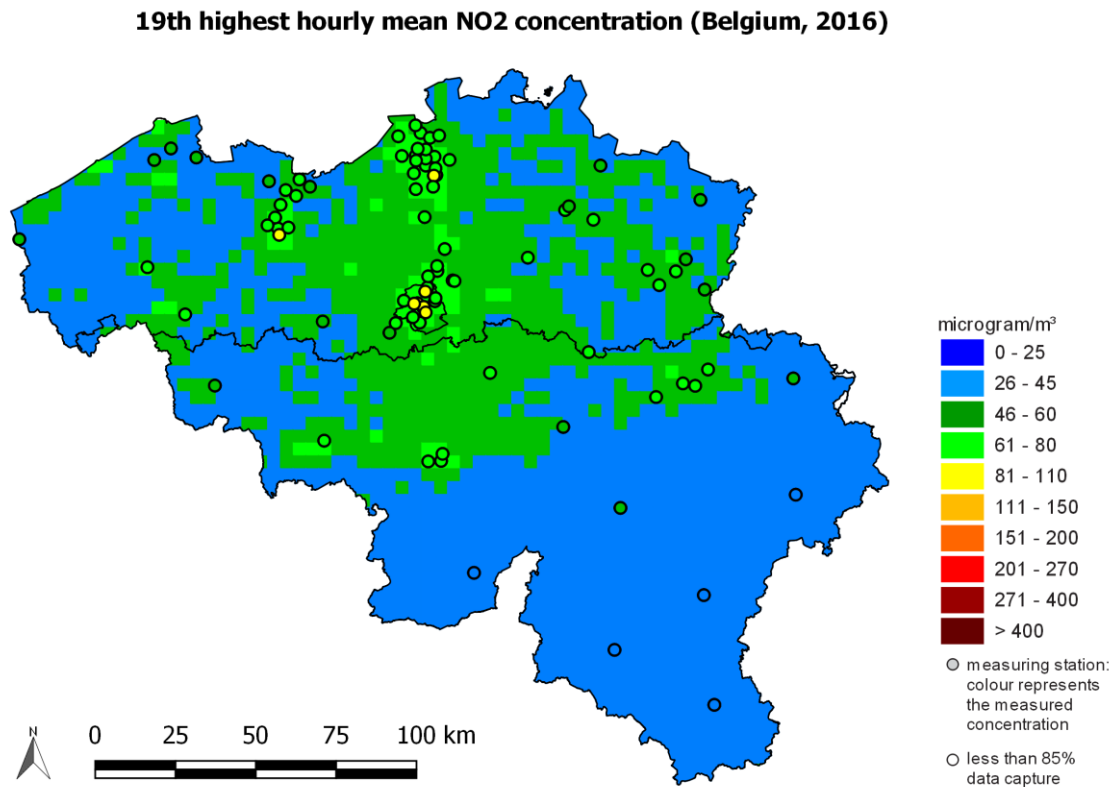 19th highest hourly mean NO2 concentration (Belgium, 2016)
microgram/m³
0 - 25
26 - 45
46 - 60
61 - 80
81 - 110
111 - 150
151 - 200
201 - 270
271 - 400
> 400
measuring station:
colour represents
the measured
concentration
less than 85%
data capture
N
0 25 50 75 100 km